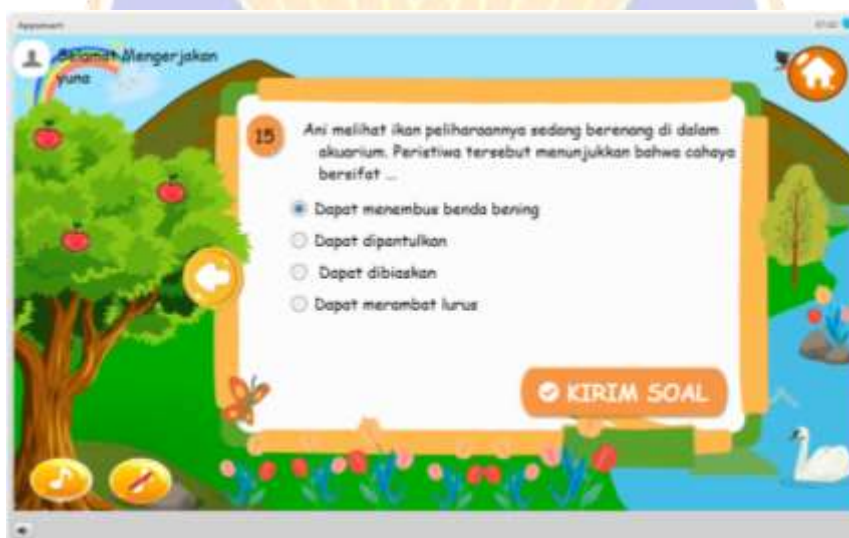 Selamat Mengerjakan
yuna
15
Ani melihat ikan peliharaannya sedang berenang di dalam
akuarium. Peristiwa tersebut menunjukkan bahwa cahaya
bersifat ...
Dapat menembus benda bening
Dapat dipantulkan
Dapat dibiaskan
Dapat merambat lurus
KIRIM SOAL